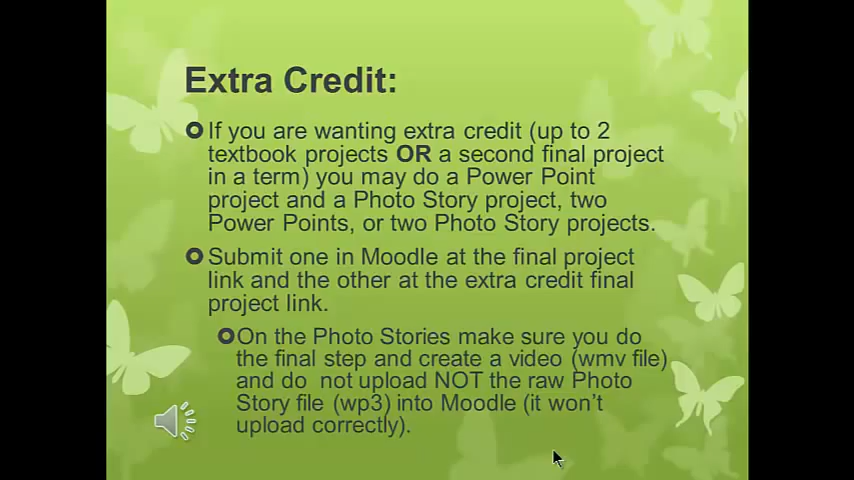 Extra Credit:
If you are wanting extra credit (up to 2
textbook projects OR a second final project
in a term) you may do a Power Point
project and a Photo Story project, two
Power Points, or two Photo Story projects.
Submit one in Moodle at the final project
link and the other at the extra credit final
project link.
On the Photo Stories make sure you do
the final step and create a video (wmv file)
and do  not upload NOT the raw Photo
Story file (wp3) into Moodle (it won't
upload correctly).